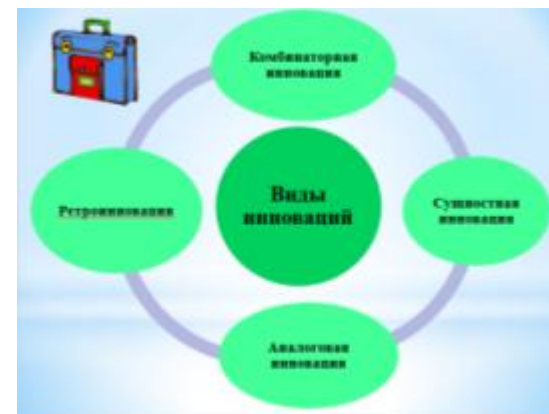 Комбинаторная
инновация
Виды
инноваций
Ретроинновация
Сущностная
инновация
Аналоговая
инновация